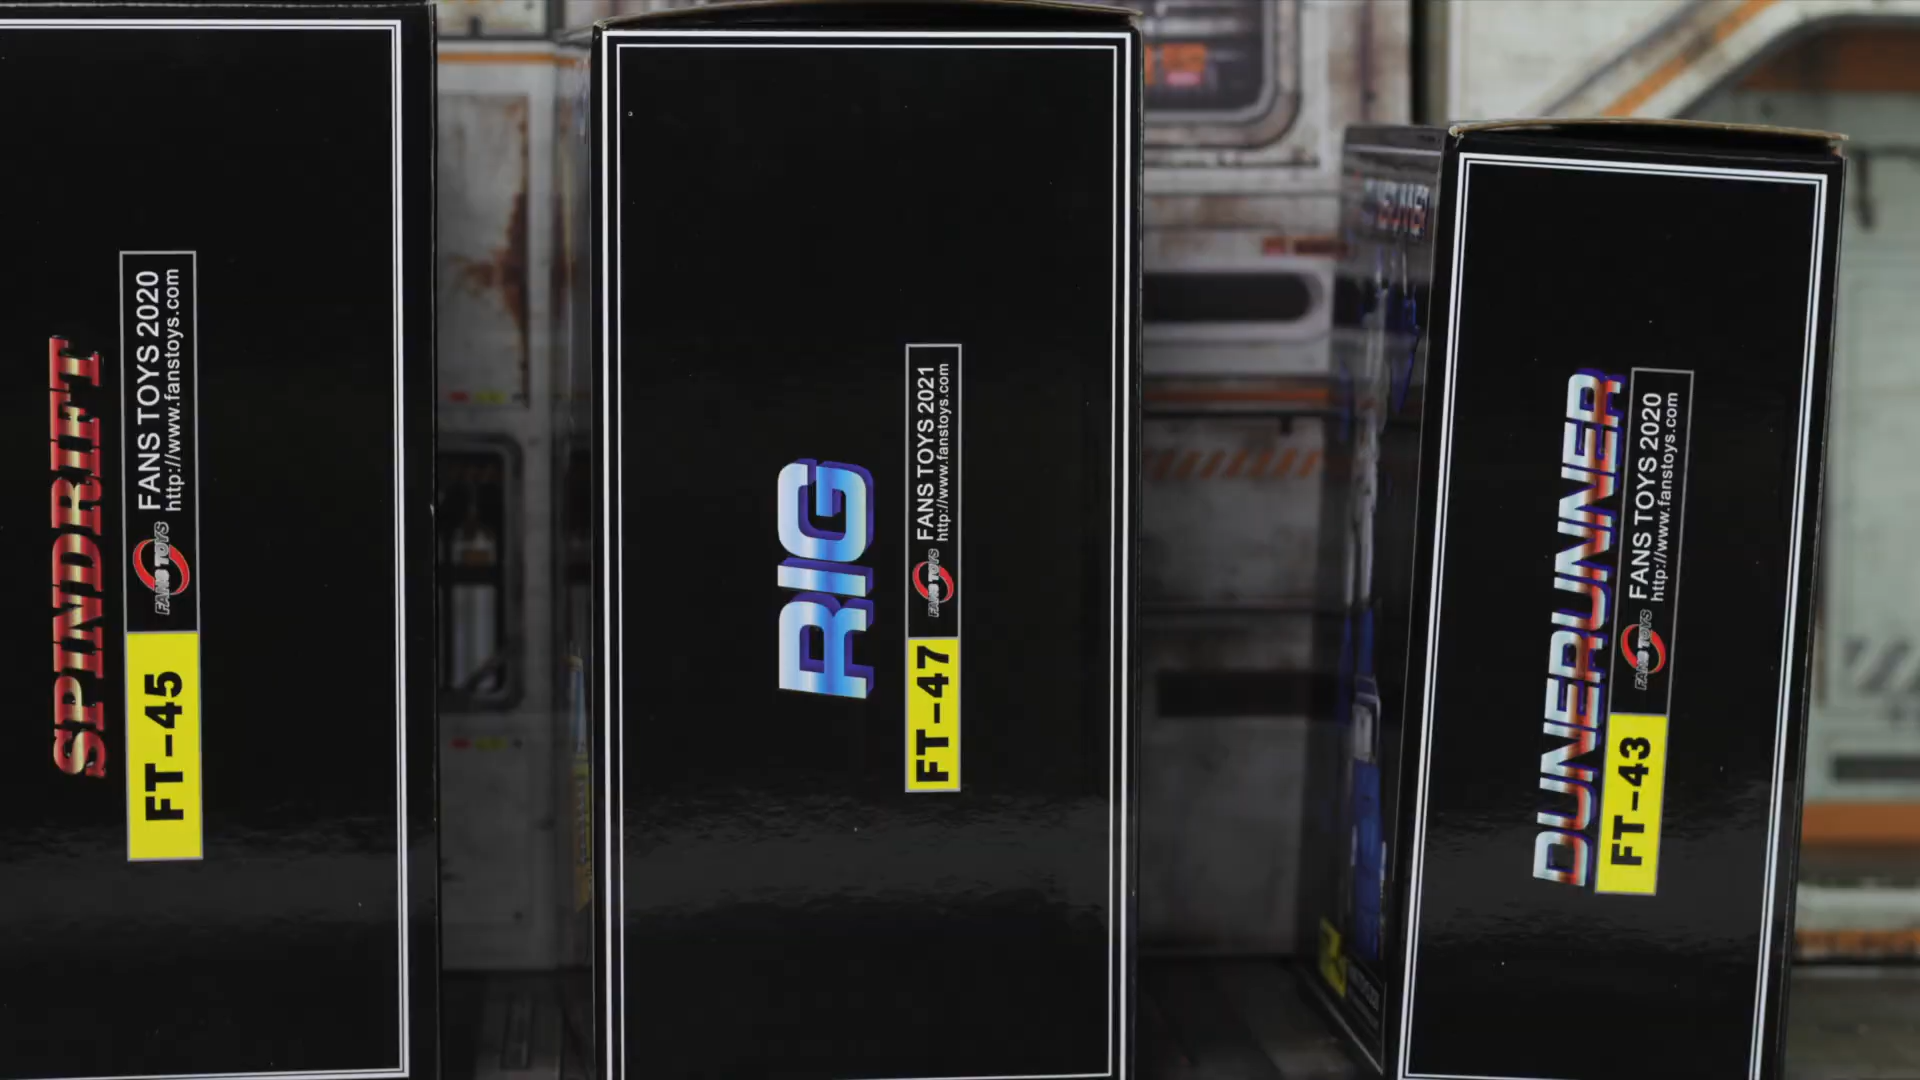 SPINDRIFT
FT-45
FANS TOYS
FANS TOYS 2020
http://www.fanstoys.com
RIG
FT-47
FANS TOYS
FANS TOYS 2021
http://www.fanstoys.com
DUNERUNNER
FT-43
FANS TOYS
FANS TOYS 2020
http://www.fanstoys.com